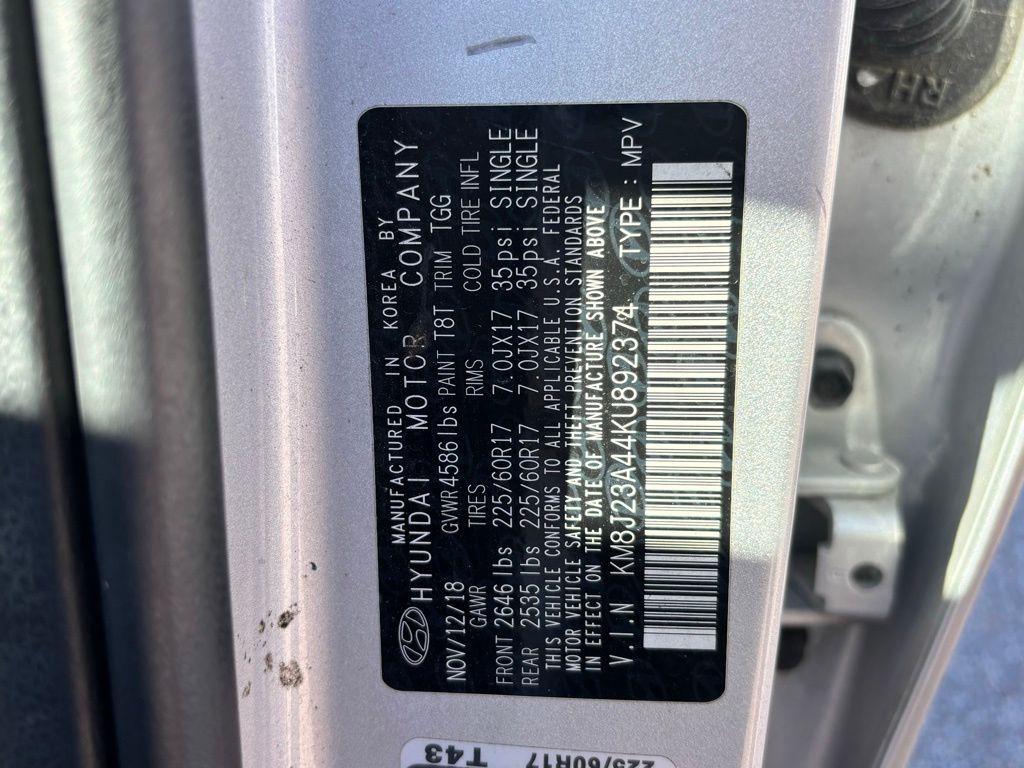 MANUFACTURED IN KOREA BY
HYUNDAI MOTOR COMPANY
NOV/12/18 GVWR 4586 lbs PAINT T8T TRIM TGG
GAWR TIRES RIMS COLD TIRE INFL
FRONT 2646 lbs 225/60R17 7.0JX17 35psi SINGLE
REAR 2535 lbs 225/60R17 7.0JX17 35psi SINGLE
THIS VEHICLE CONFORMS TO ALL APPLICABLE U.S.A. FEDERAL
MOTOR VEHICLE SAFETY AND THEFT PREVENTION STANDARDS
IN EFFECT ON THE DATE OF MANUFACTURE SHOWN ABOVE
V.I.N KM8J23A44KU892374 TYPE : MPV
RH
T43
225/60R17